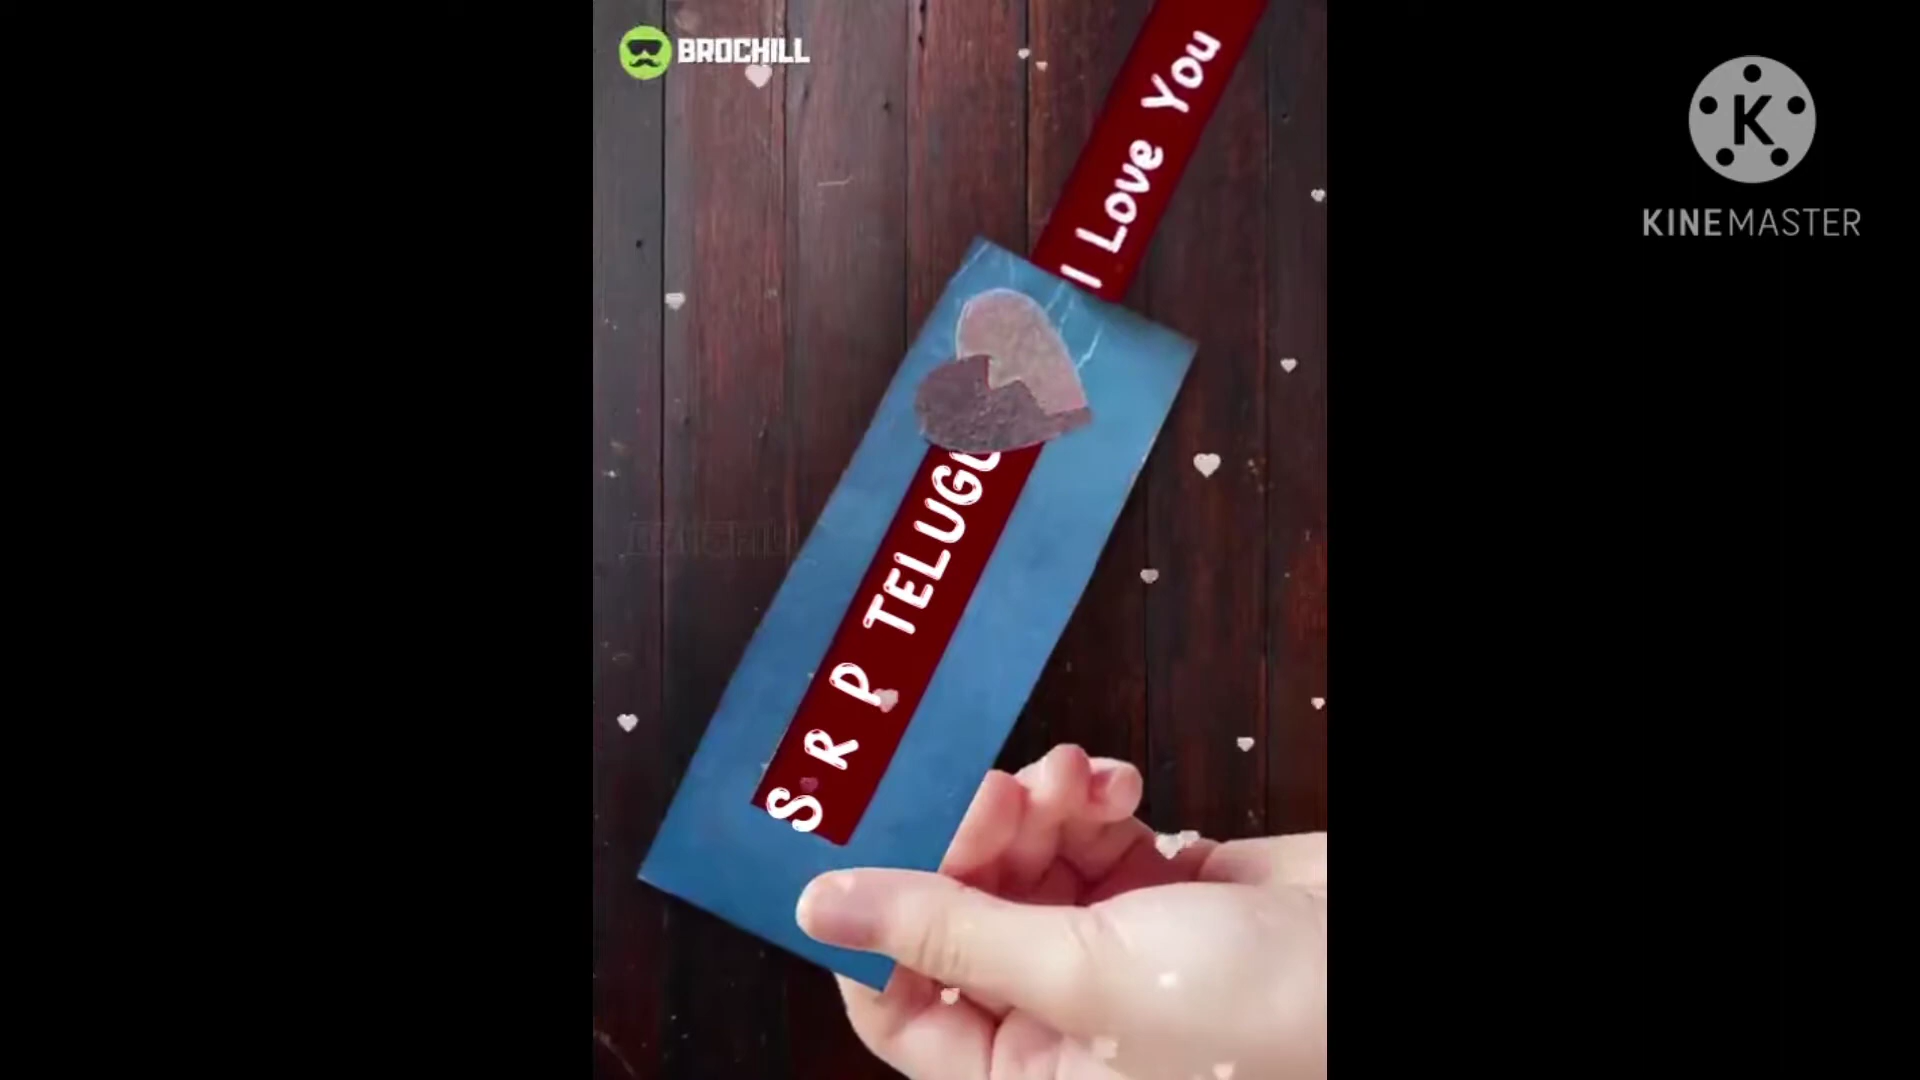 BROCHILL
I Love You
K
KINEMASTER
S R P TELUGU